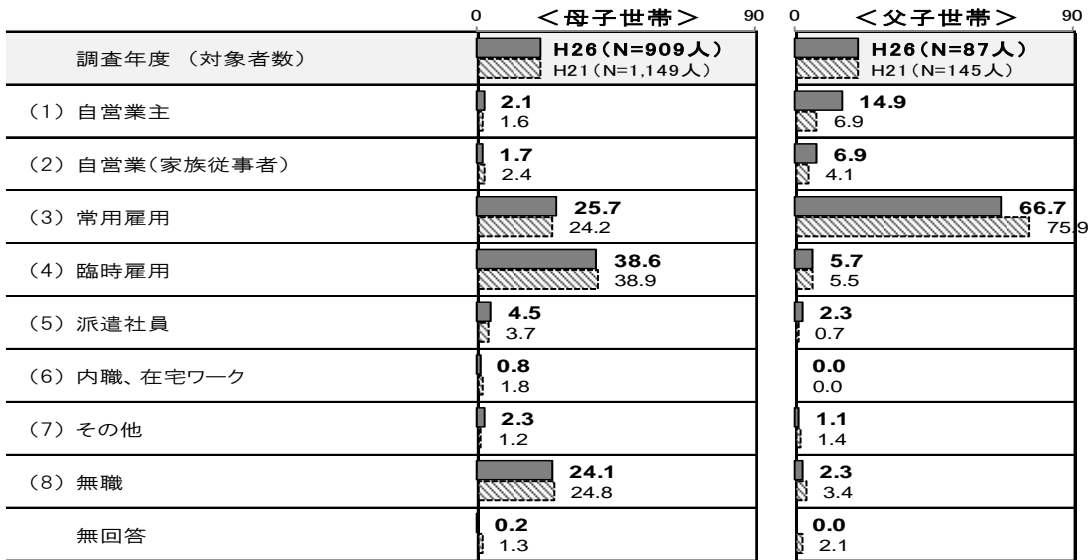 0 ＜母子世帯＞ 90 0 ＜父子世帯＞ 90
調査年度 （対象者数） H26(N=909人) H26(N=87人)
H21(N=1,149人) H21(N=145人)
（1）自営業主 2.1 14.9
1.6 6.9
（2）自営業(家族従事者) 1.7 6.9
2.4 4.1
（3）常用雇用 25.7 66.7
24.2 75.9
（4）臨時雇用 38.6 5.7
38.9 5.5
（5）派遣社員 4.5 2.3
3.7 0.7
（6）内職、在宅ワーク 0.8 0.0
1.8 0.0
（7）その他 2.3 1.1
1.2 1.4
（8）無職 24.1 2.3
24.8 3.4
無回答 0.2 0.0
1.3 2.1